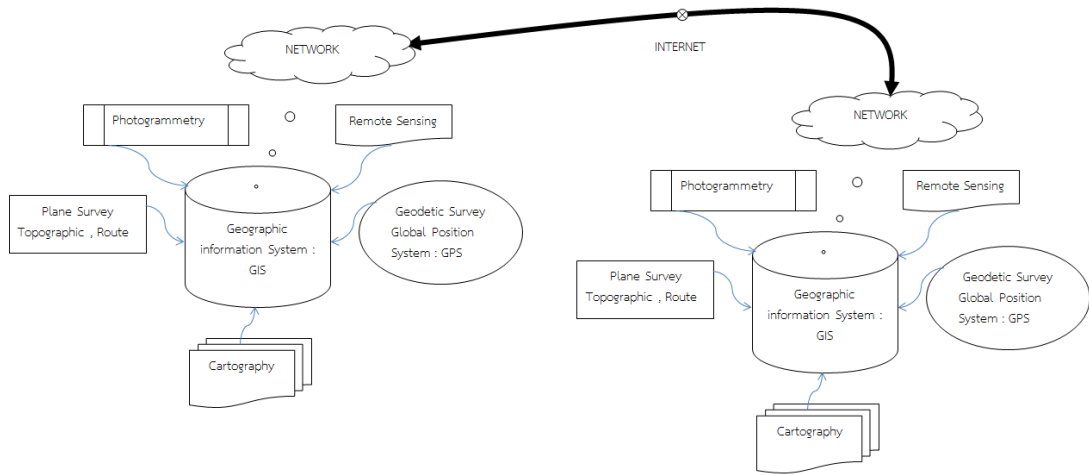 NETWORK
INTERNET
Photogrammetry
Remote Sensing
Plane Survey
Topographic , Route
Geographic
information System :
GIS
Geodetic Survey
Global Position
System : GPS
Cartography
NETWORK
Photogrammetry
Remote Sensing
Plane Survey
Topographic , Route
Geographic
information System :
GIS
Geodetic Survey
Global Position
System : GPS
Cartography